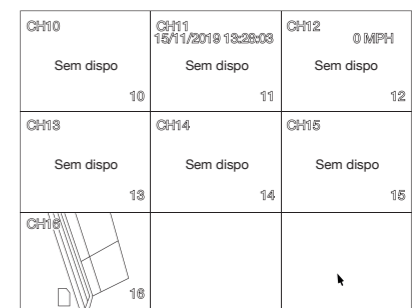 CH10
CH11
CH12
15/11/2019 13:28:03
0 MPH
Sem dispo
Sem dispo
Sem dispo
10
11
12
CH13
CH14
CH15
Sem dispo
Sem dispo
Sem dispo
13
14
15
CH16
16